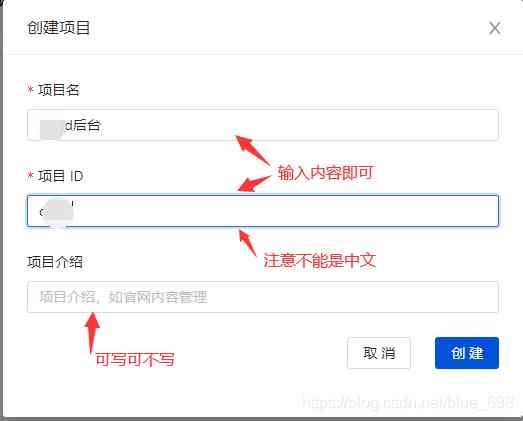 创建项目
* 项目名
d后台
输入内容即可
* 项目 ID
注意不能是中文
项目介绍
项目介绍，如官网内容管理
可写可不写
取 消
创 建
https://blog.csdn.net/blue_698